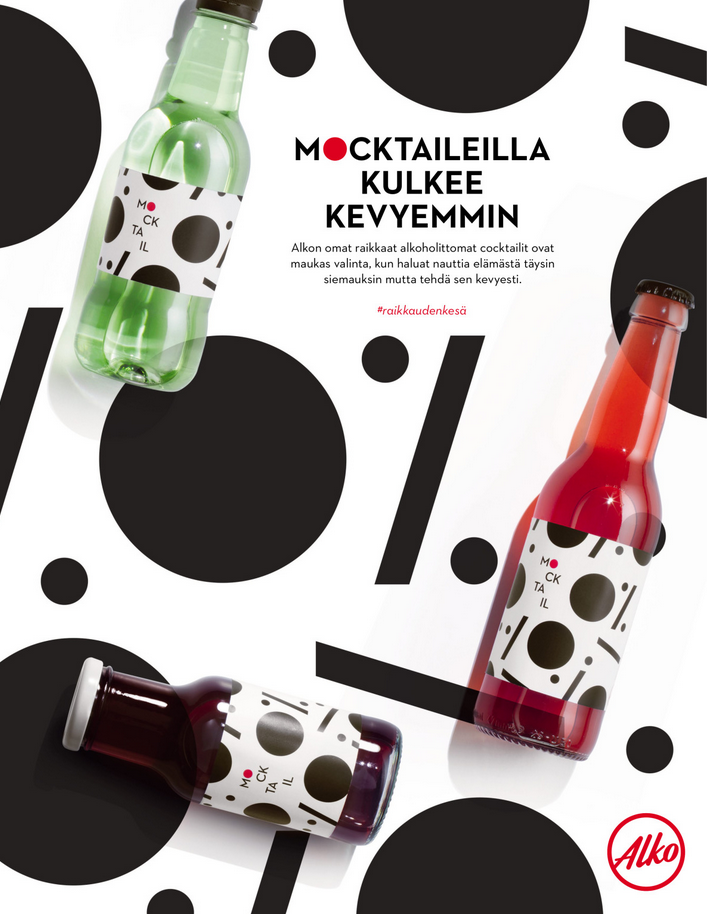 MOCKTAILEILLA
KULKEE
KEVYEMMIN
Alkon omat raikkaat alkoholittomat cocktailit ovat
maukas valinta, kun haluat nauttia elämästä täysin
siemauksin mutta tehdä sen kevyesti.
#raikkaudenkesä
MO
CK
TA
IL
MO
CK
TA
IL
MO
CK
TA
IL
Alko